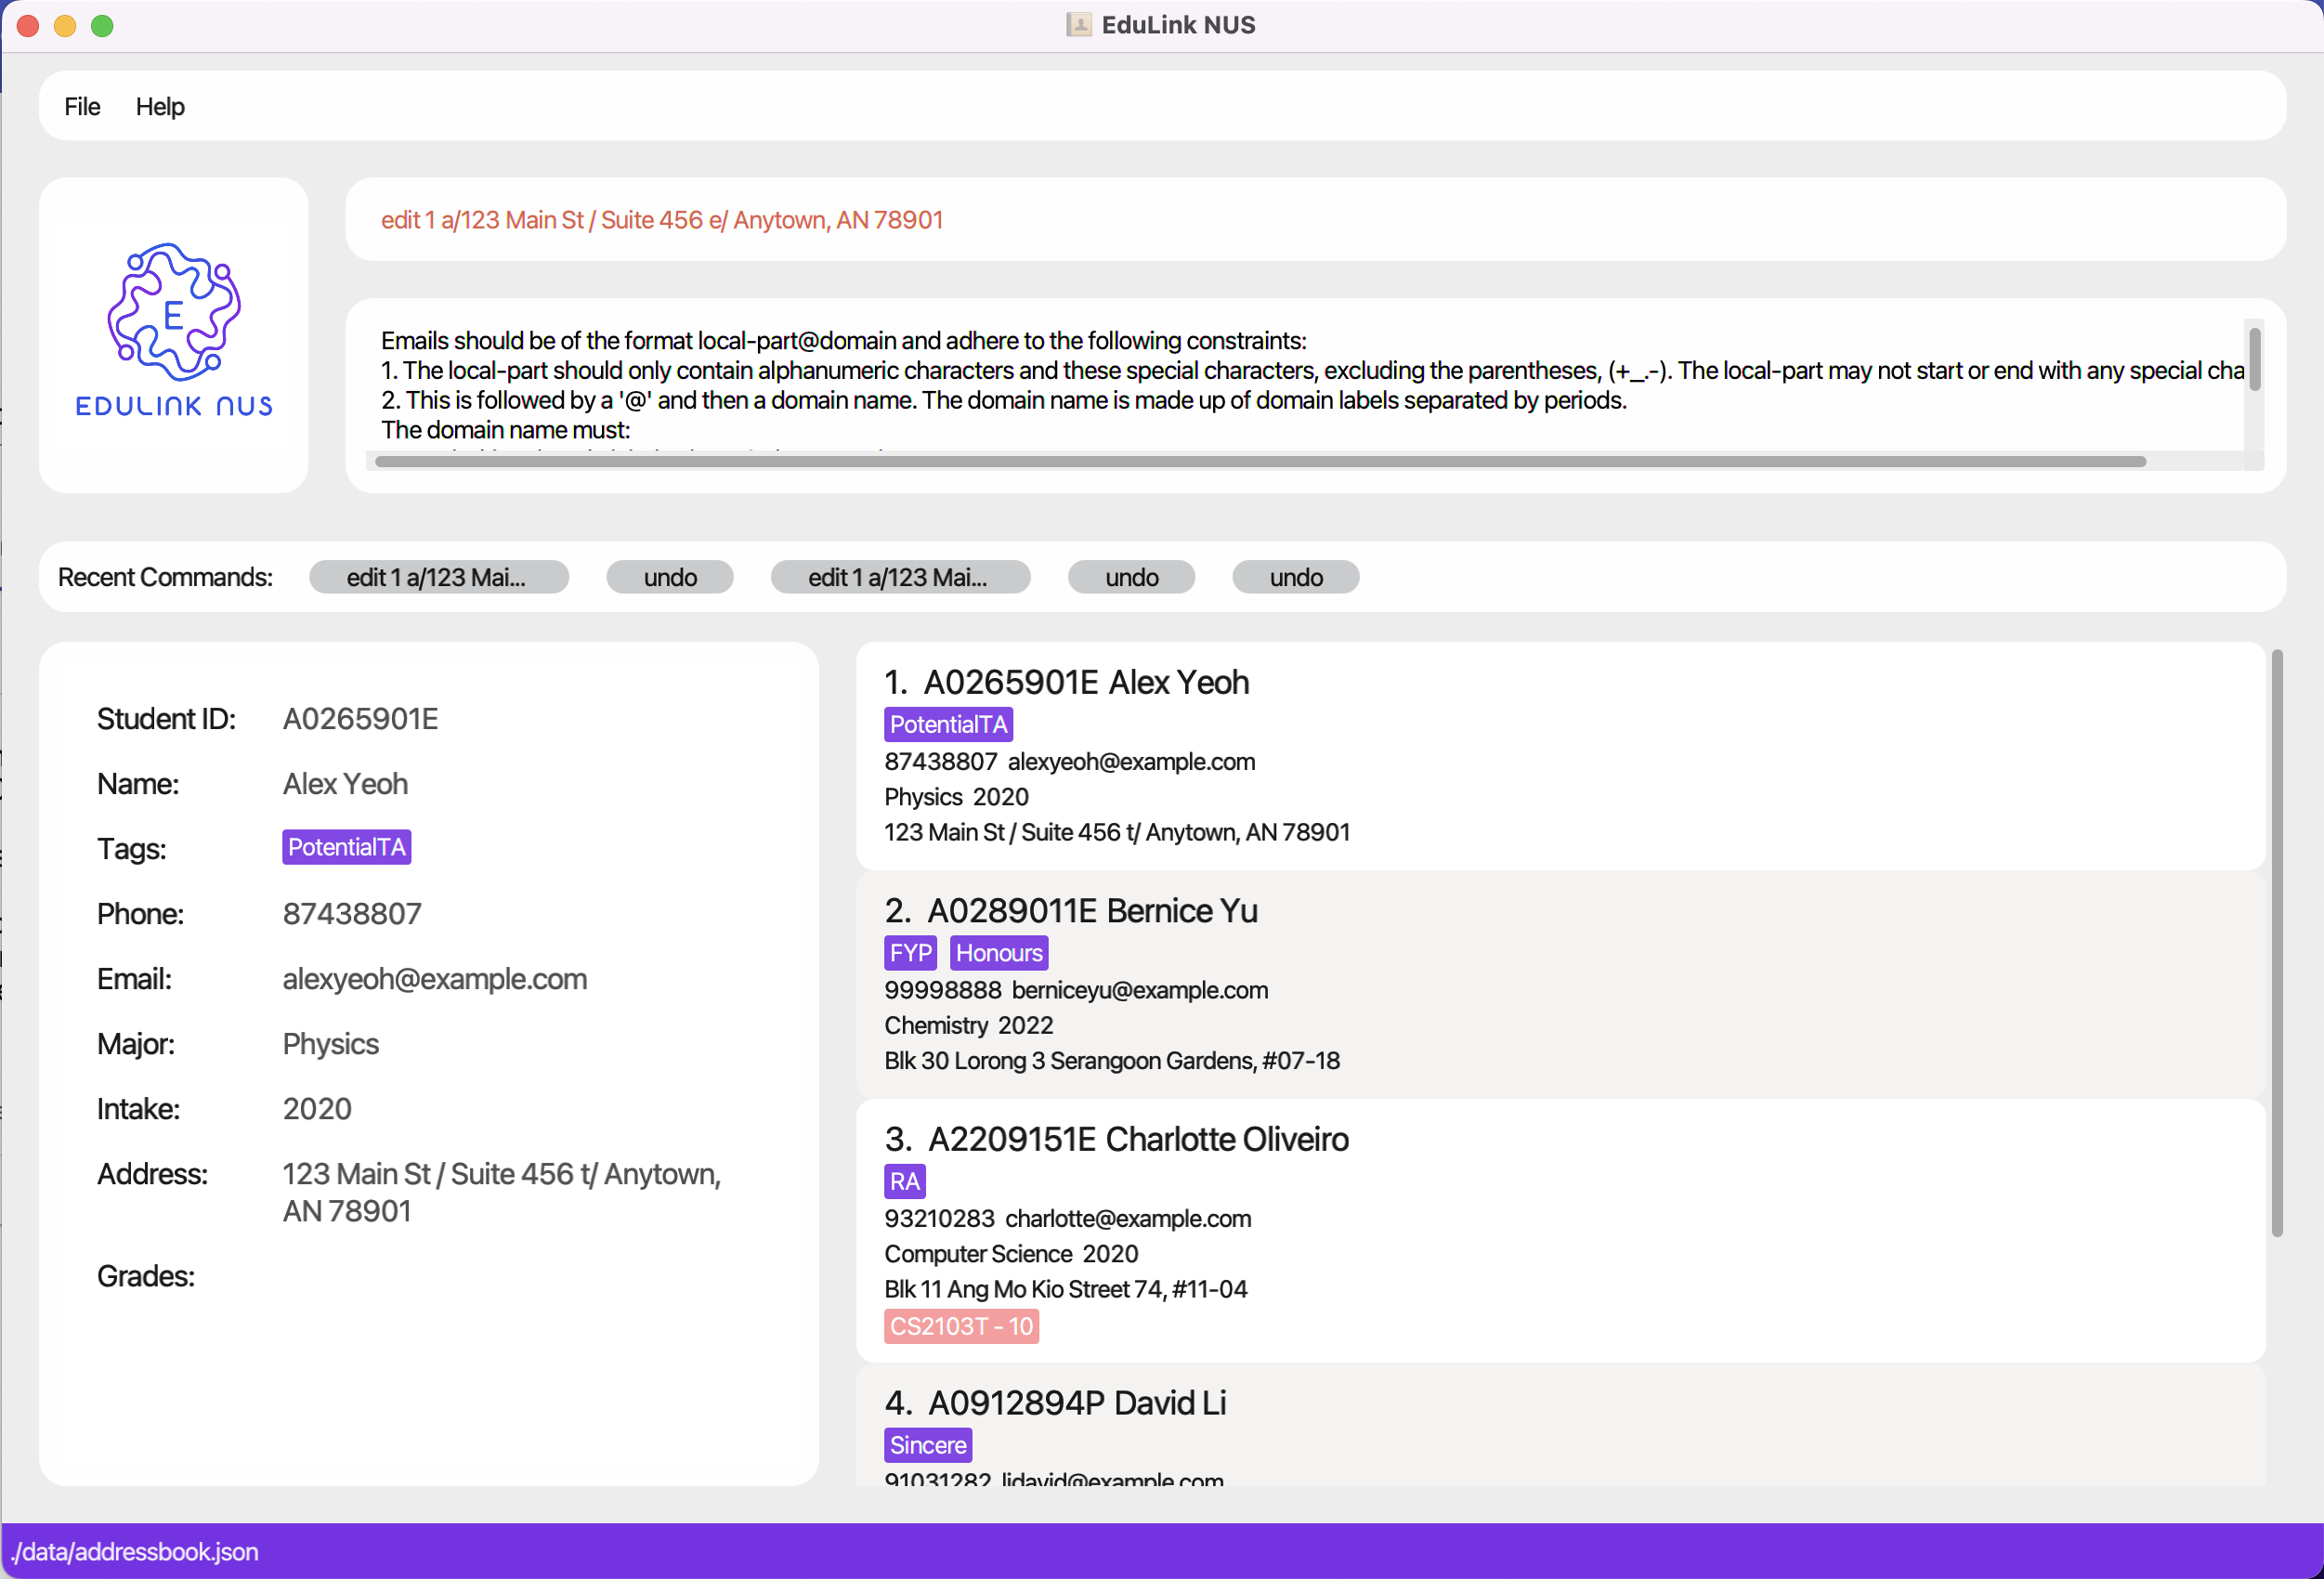 EduLink NUS
File Help
edit 1 a/123 Main St / Suite 456 e/ Anytown, AN 78901
E
EDULINK NUS
Emails should be of the format local-part@domain and adhere to the following constraints:
1. The local-part should only contain alphanumeric characters and these special characters, excluding the parentheses, (+_.-). The local-part may not start or end with any special cha
2. This is followed by a '@' and then a domain name. The domain name is made up of domain labels separated by periods.
The domain name must:
Recent Commands: edit 1 a/123 Mai... undo edit 1 a/123 Mai... undo undo
Student ID: A0265901E
Name: Alex Yeoh
Tags: PotentialTA
Phone: 87438807
Email: alexyeoh@example.com
Major: Physics
Intake: 2020
Address: 123 Main St / Suite 456 t/ Anytown,
AN 78901
Grades:
1. A0265901E Alex Yeoh
PotentialTA
87438807 alexyeoh@example.com
Physics 2020
123 Main St / Suite 456 t/ Anytown, AN 78901
2. A0289011E Bernice Yu
FYP Honours
99998888 berniceyu@example.com
Chemistry 2022
Blk 30 Lorong 3 Serangoon Gardens, #07-18
3. A2209151E Charlotte Oliveiro
RA
93210283 charlotte@example.com
Computer Science 2020
Blk 11 Ang Mo Kio Street 74, #11-04
CS2103T - 10
4. A0912894P David Li
Sincere
91031282 lidavid@example.com
./data/addressbook.json